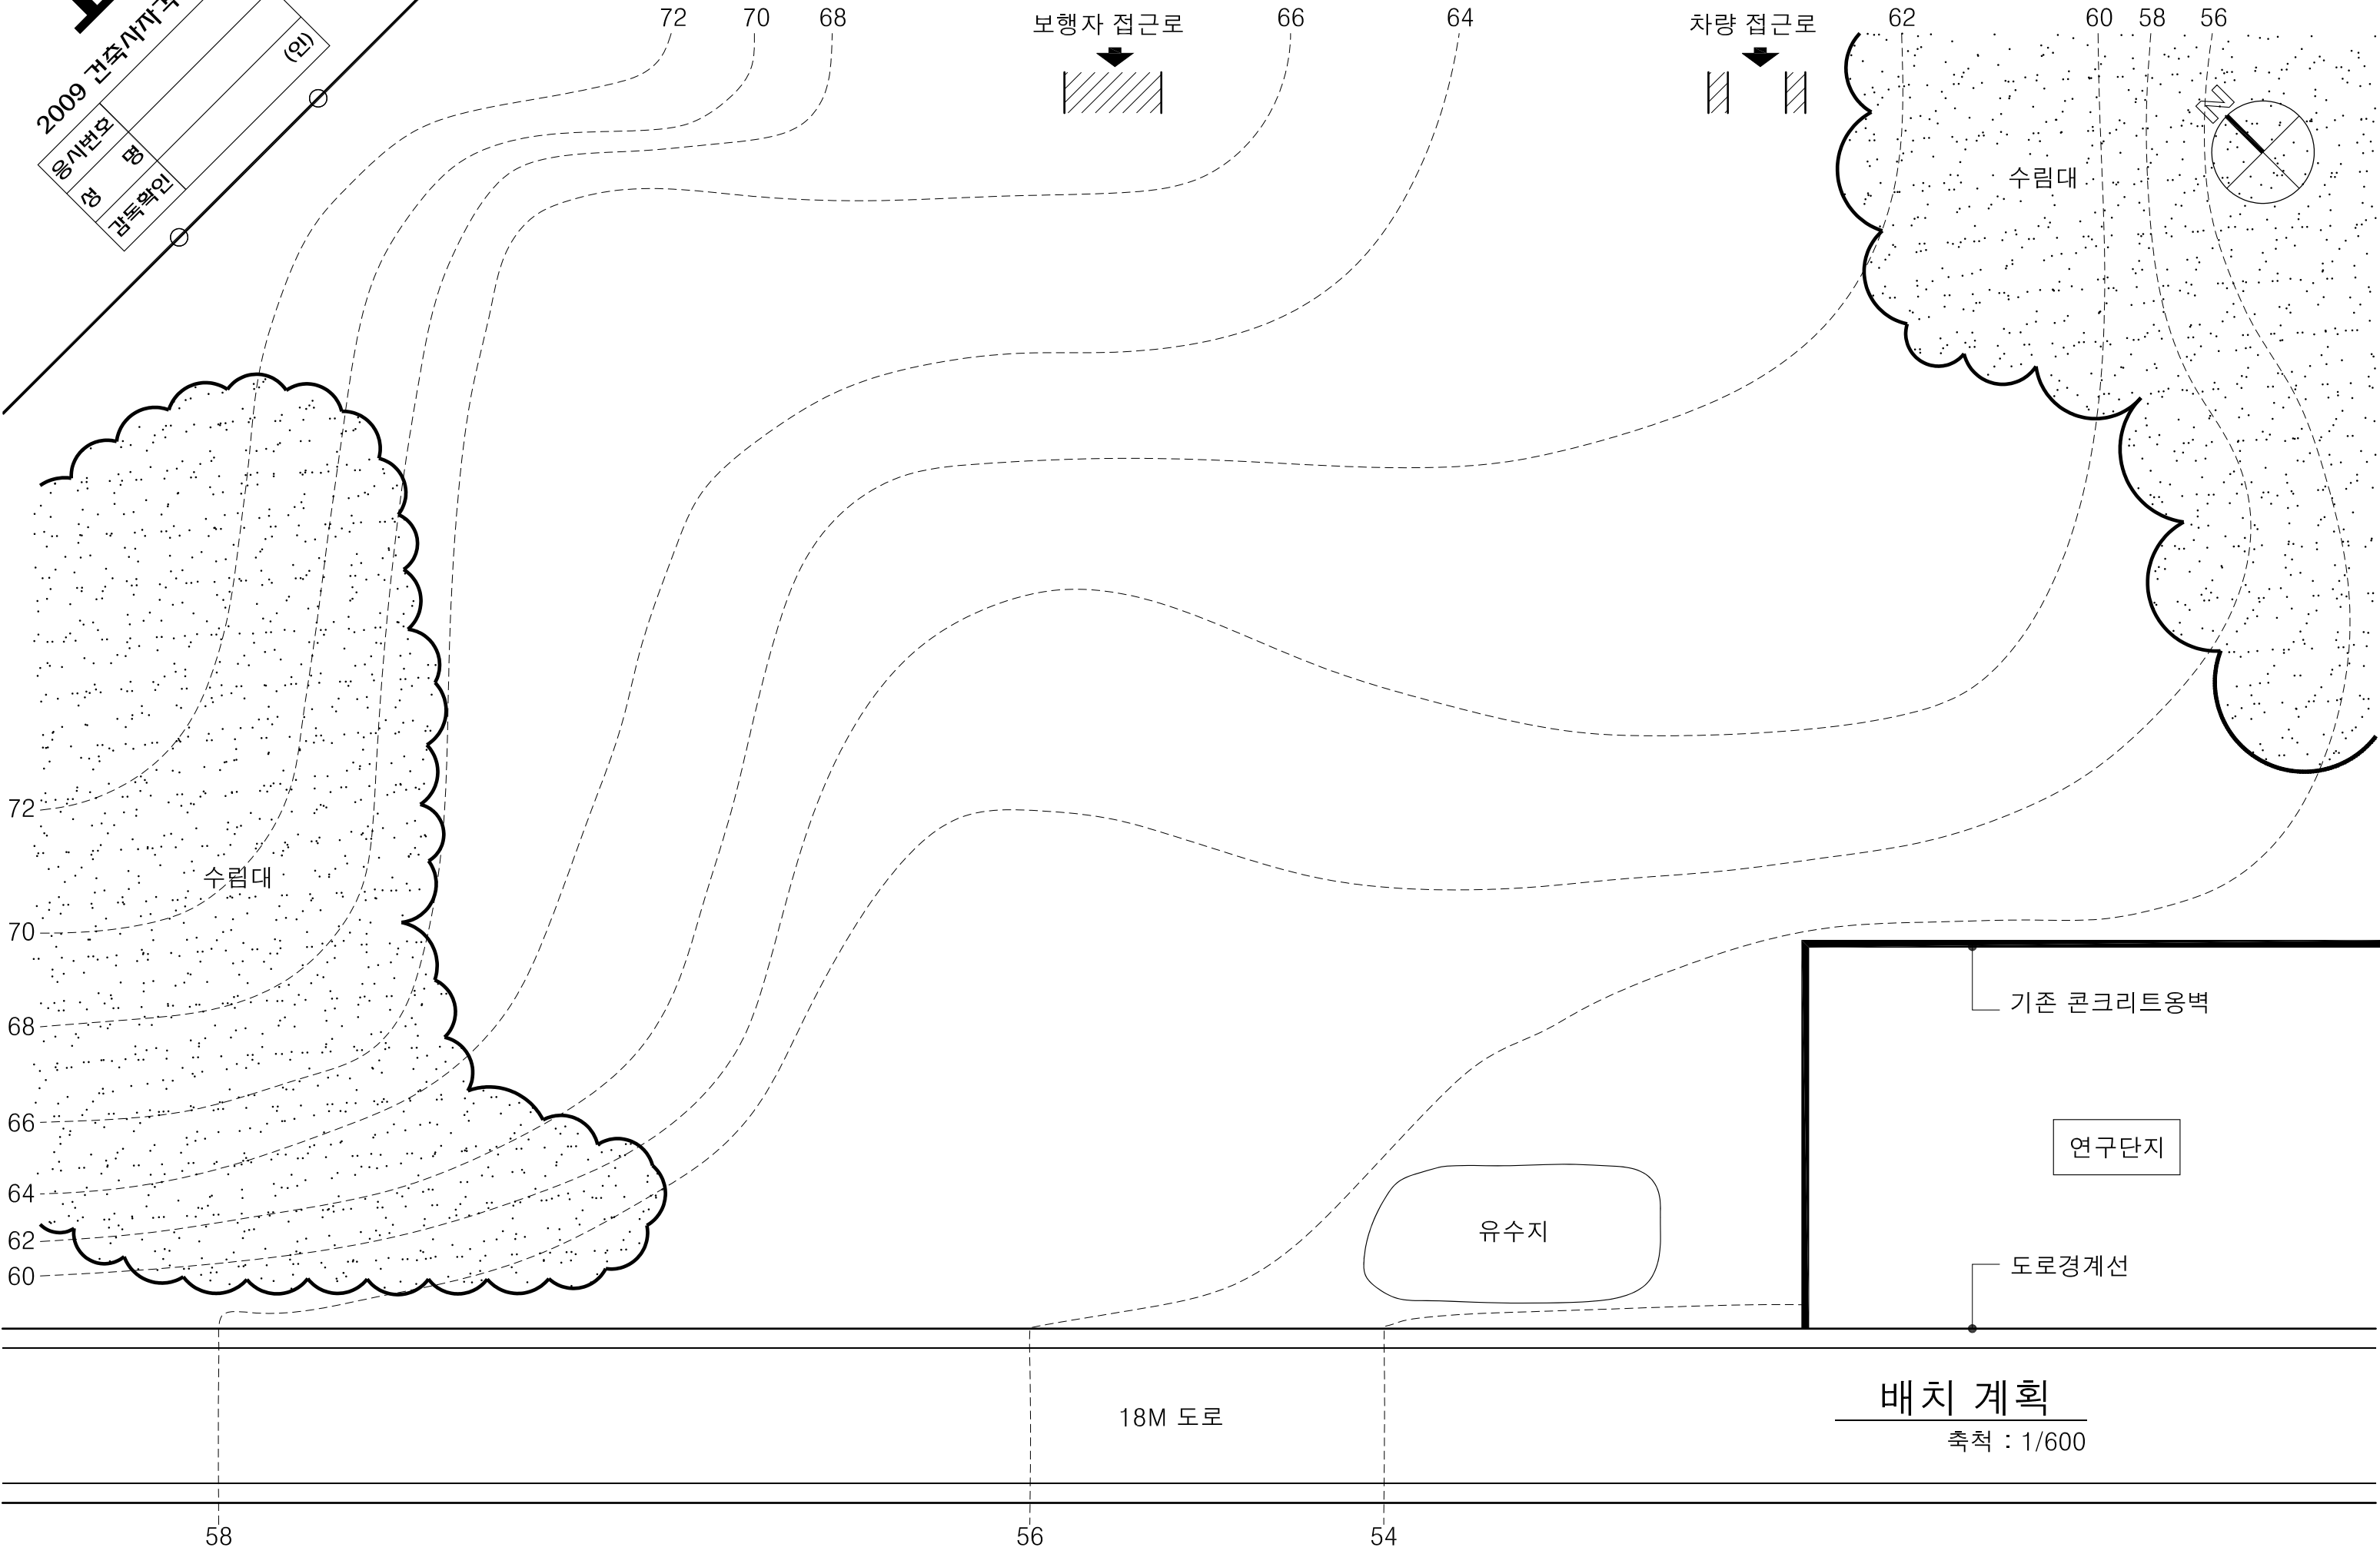 2009 건축사자격
응시번호
성 명
감독확인
(인)
72
70
68
보행자 접근로
66
64
차량 접근로
62
60
58
56
N
수림대
72
수림대
70
68
66
64
62
60
기존 콘크리트옹벽
연구단지
유수지
도로경계선
18M 도로
배치 계획
축척 : 1/600
58
56
54